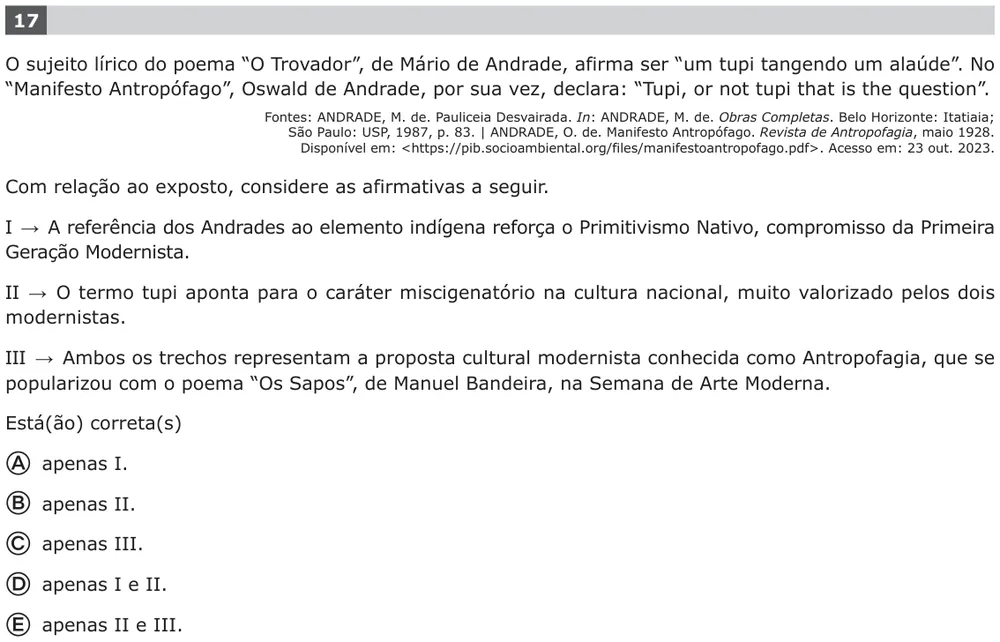 17
O sujeito lírico do poema “O Trovador”, de Mário de Andrade, afirma ser “um tupi tangendo um alaúde”. No
“Manifesto Antropófago”, Oswald de Andrade, por sua vez, declara: “Tupi, or not tupi that is the question”.
Fontes: ANDRADE, M. de. Pauliceia Desvairada. In: ANDRADE, M. de. Obras Completas. Belo Horizonte: Itatiaia;
São Paulo: USP, 1987, p. 83. | ANDRADE, O. de. Manifesto Antropófago. Revista de Antropofagia, maio 1928.
Disponível em: <https://pib.socioambiental.org/files/manifestoantropofago.pdf>. Acesso em: 23 out. 2023.
Com relação ao exposto, considere as afirmativas a seguir.
I → A referência dos Andrades ao elemento indígena reforça o Primitivismo Nativo, compromisso da Primeira
Geração Modernista.
II → O termo tupi aponta para o caráter miscigenatório na cultura nacional, muito valorizado pelos dois
modernistas.
III → Ambos os trechos representam a proposta cultural modernista conhecida como Antropofagia, que se
popularizou com o poema “Os Sapos”, de Manuel Bandeira, na Semana de Arte Moderna.
Está(ão) correta(s)
A apenas I.
B apenas II.
C apenas III.
D apenas I e II.
E apenas II e III.